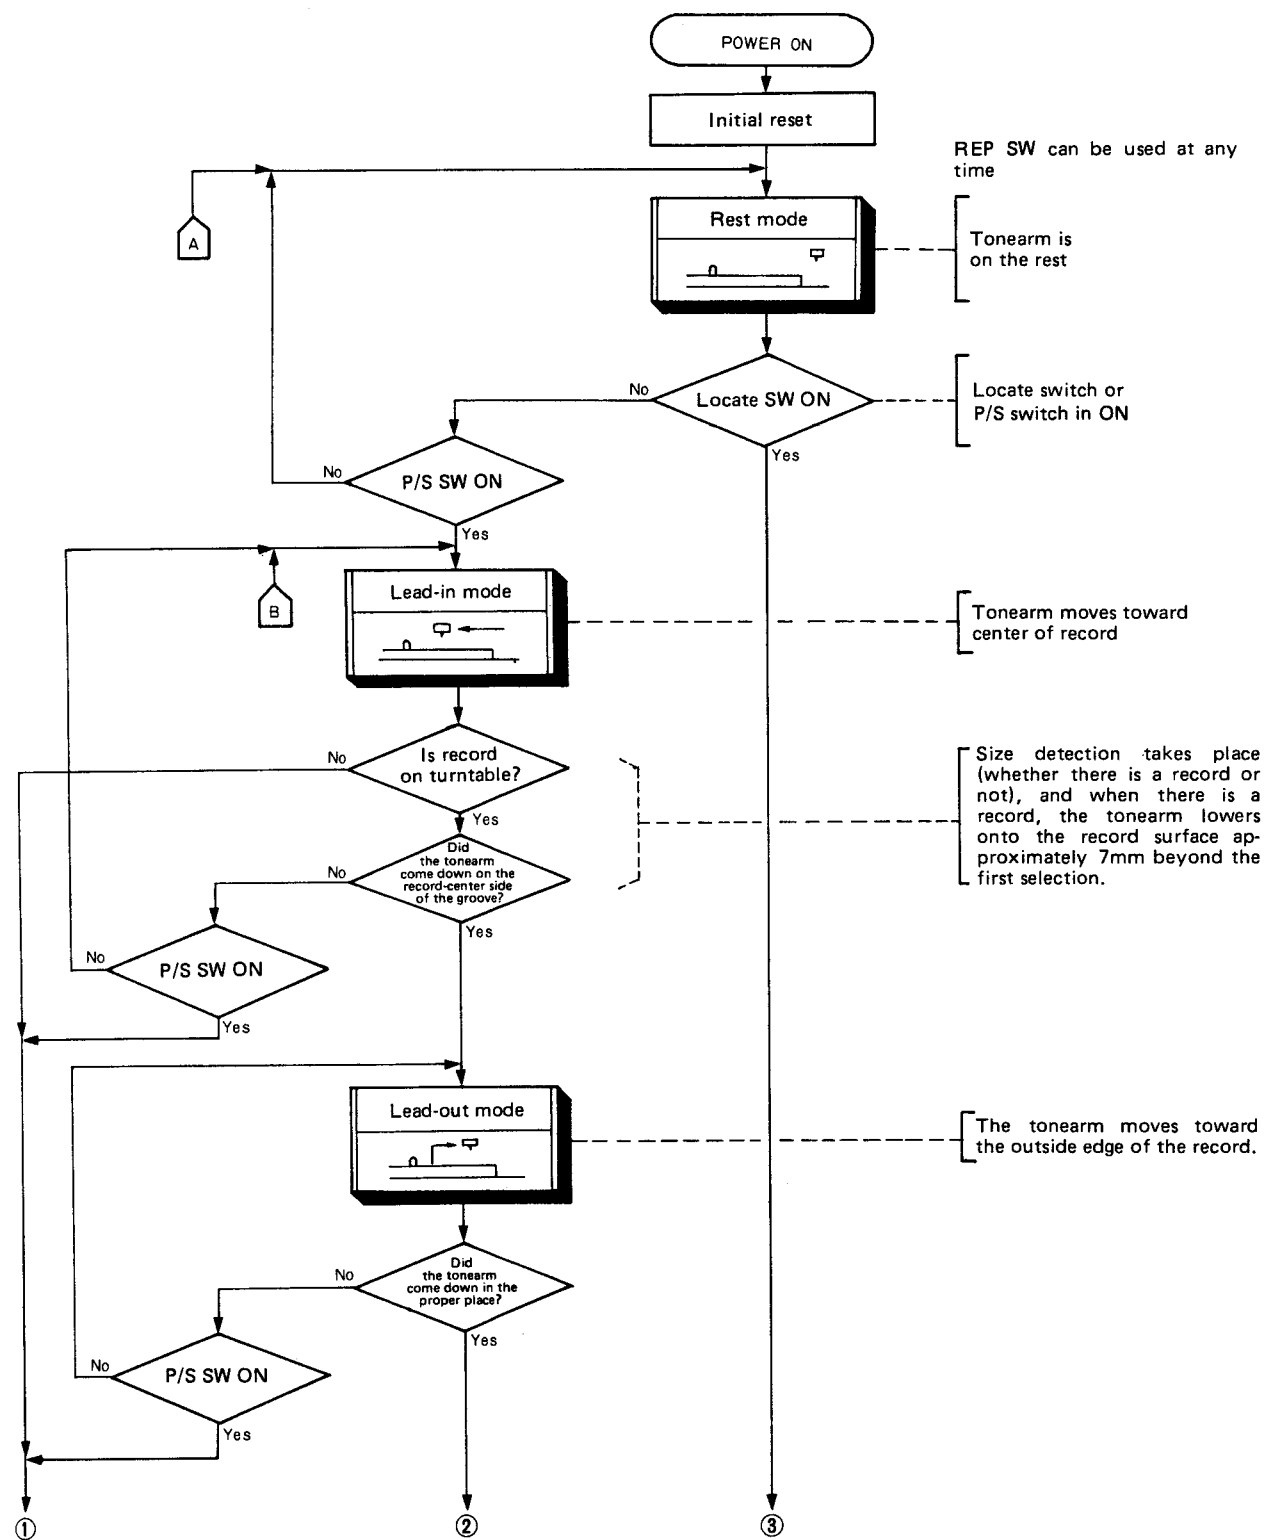 POWER ON
Initial reset
REP SW can be used at any
time
A
Rest mode
Tonearm is
on the rest
No
Locate SW ON
Locate switch or
P/S switch in ON
Yes
No
P/S SW ON
Yes
B
Lead-in mode
Tonearm moves toward
center of record
No
Is record
on turntable?
Yes
Size detection takes place
(whether there is a record or
not), and when there is a
record, the tonearm lowers
onto the record surface ap-
proximately 7mm beyond the
first selection.
No
Did
the tonearm
come down on the
record-center side
of the groove?
Yes
No
P/S SW ON
Yes
Lead-out mode
The tonearm moves toward
the outside edge of the record.
No
Did
the tonearm
come down in the
proper place?
Yes
No
P/S SW ON
Yes
①
②
③